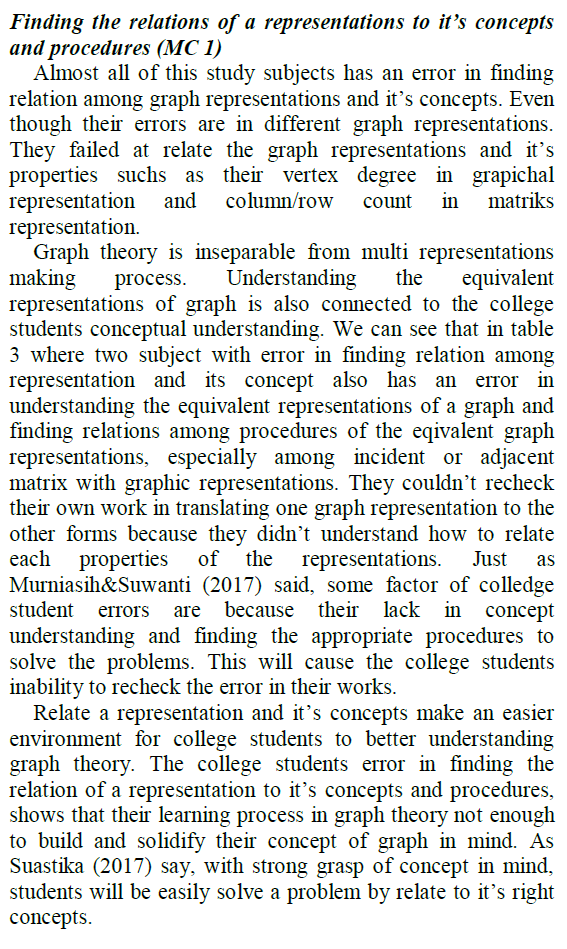 Finding the relations of a representations to it's concepts
and procedures (MC 1)
Almost all of this study subjects has an error in finding
relation among graph representations and it's concepts. Even
though their errors are in different graph representations.
They failed at relate the graph representations and it's
properties suchs as their vertex degree in grapichal
representation and column/row count in matriks
representation.
Graph theory is inseparable from multi representations
making process. Understanding the equivalent
representations of graph is also connected to the college
students conceptual understanding. We can see that in table
3 where two subject with error in finding relation among
representation and its concept also has an error in
understanding the equivalent representations of a graph and
finding relations among procedures of the eqivalent graph
representations, especially among incident or adjacent
matrix with graphic representations. They couldn't recheck
their own work in translating one graph representation to the
other forms because they didn't understand how to relate
each properties of the representations. Just as
Murniasih&Suwanti (2017) said, some factor of colledge
student errors are because their lack in concept
understanding and finding the appropriate procedures to
solve the problems. This will cause the college students
inability to recheck the error in their works.
Relate a representation and it's concepts make an easier
environment for college students to better understanding
graph theory. The college students error in finding the
relation of a representation to it's concepts and procedures,
shows that their learning process in graph theory not enough
to build and solidify their concept of graph in mind. As
Suastika (2017) say, with strong grasp of concept in mind,
students will be easily solve a problem by relate to it's right
concepts.